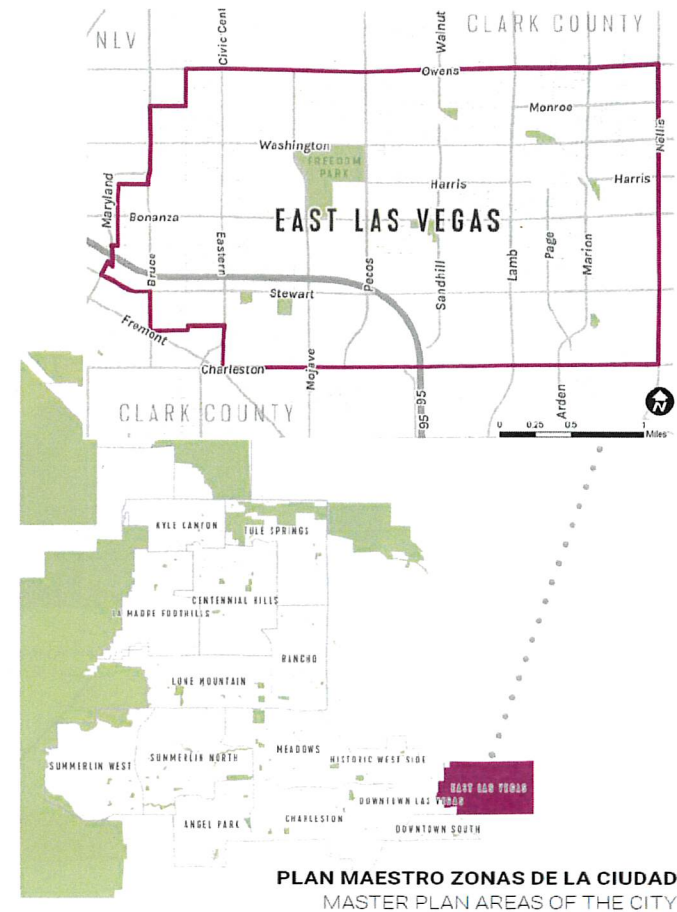 NLV
Civic Cent
Walnut
CLARK COUNTY
Owens
Monroe
Nellis
Washington
FREEDOM
PARK
Harris
Harris
Maryland
Bonanza
EAST LAS VEGAS
Bruce
Eastern
Pecos
Sandhill
Lamb
Page
Marion
Stewart
Fremont
Charleston
Mojave
Arden
CLARK COUNTY
95
95
N
0 0.25 0.5 1
Miles
KYLE CANYON
TULE SPRINGS
CENTENNIAL HILLS
LA MADRE FOOTHILLS
RANCHO
LONE MOUNTAIN
MEADOWS
SUMMERLIN NORTH
HISTORIC WEST SIDE
SUMMERLIN WEST
EAST LAS VEGAS
DOWNTOWN LAS VEGAS
CHARLESTON
ANGEL PARK
DOWNTOWN SOUTH
PLAN MAESTRO ZONAS DE LA CIUDAD
MASTER PLAN AREAS OF THE CITY